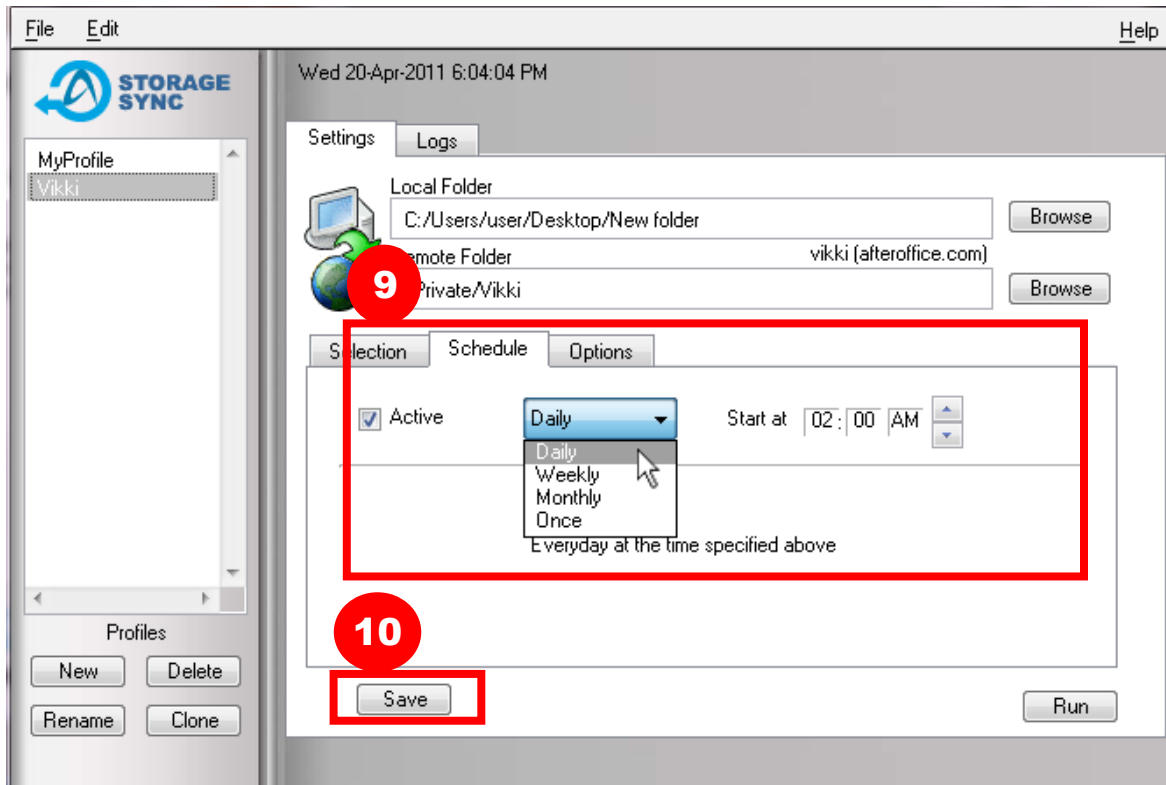 File Edit Help
STORAGE
SYNC
Wed 20-Apr-2011 6:04:04 PM
MyProfile
Vikki
Profiles
New Delete
Rename Clone
Settings Logs
Local Folder
C:/Users/user/Desktop/New folder Browse
Folder vikki (afteroffice.com)
9
Private/Vikki Browse
Selection Schedule Options
Active Daily Start at 02 : 00 AM
Daily
Weekly
Monthly
Once
Everyday at the time specified above
10
Save Run